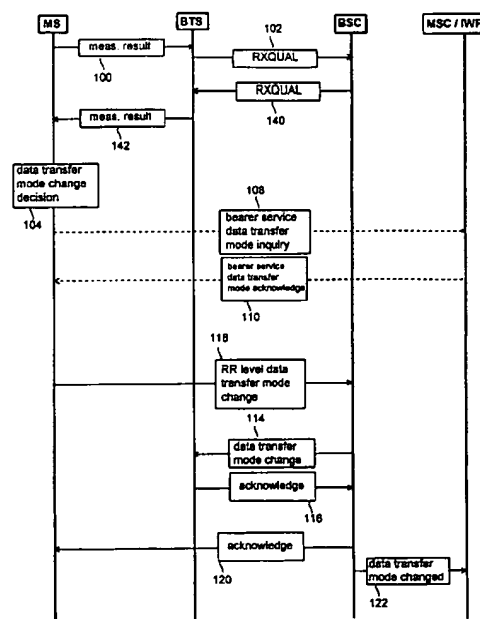 MS
BTS
BSC
MSC / IWF
meas. result
100
102
RXQUAL
RXQUAL
140
meas. result
142
data transfer
mode change
decision
104
108
bearer service
data transfer
mode inquiry
bearer service
data transfer
mode acknowledge
110
118
RR level data
transfer mode
change
114
data transfer
mode change
acknowledge
116
acknowledge
120
data transfer
mode changed
122